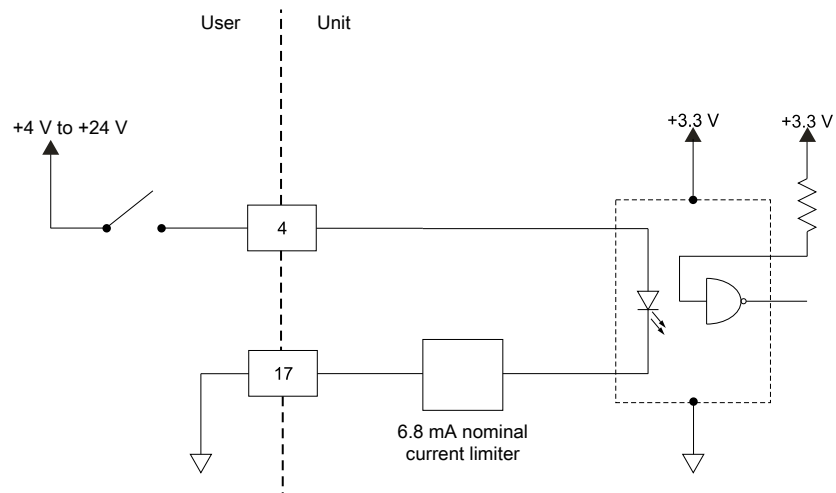 User
Unit
+4 V to +24 V
+3.3 V
+3.3 V
4
17
6.8 mA nominal
current limiter